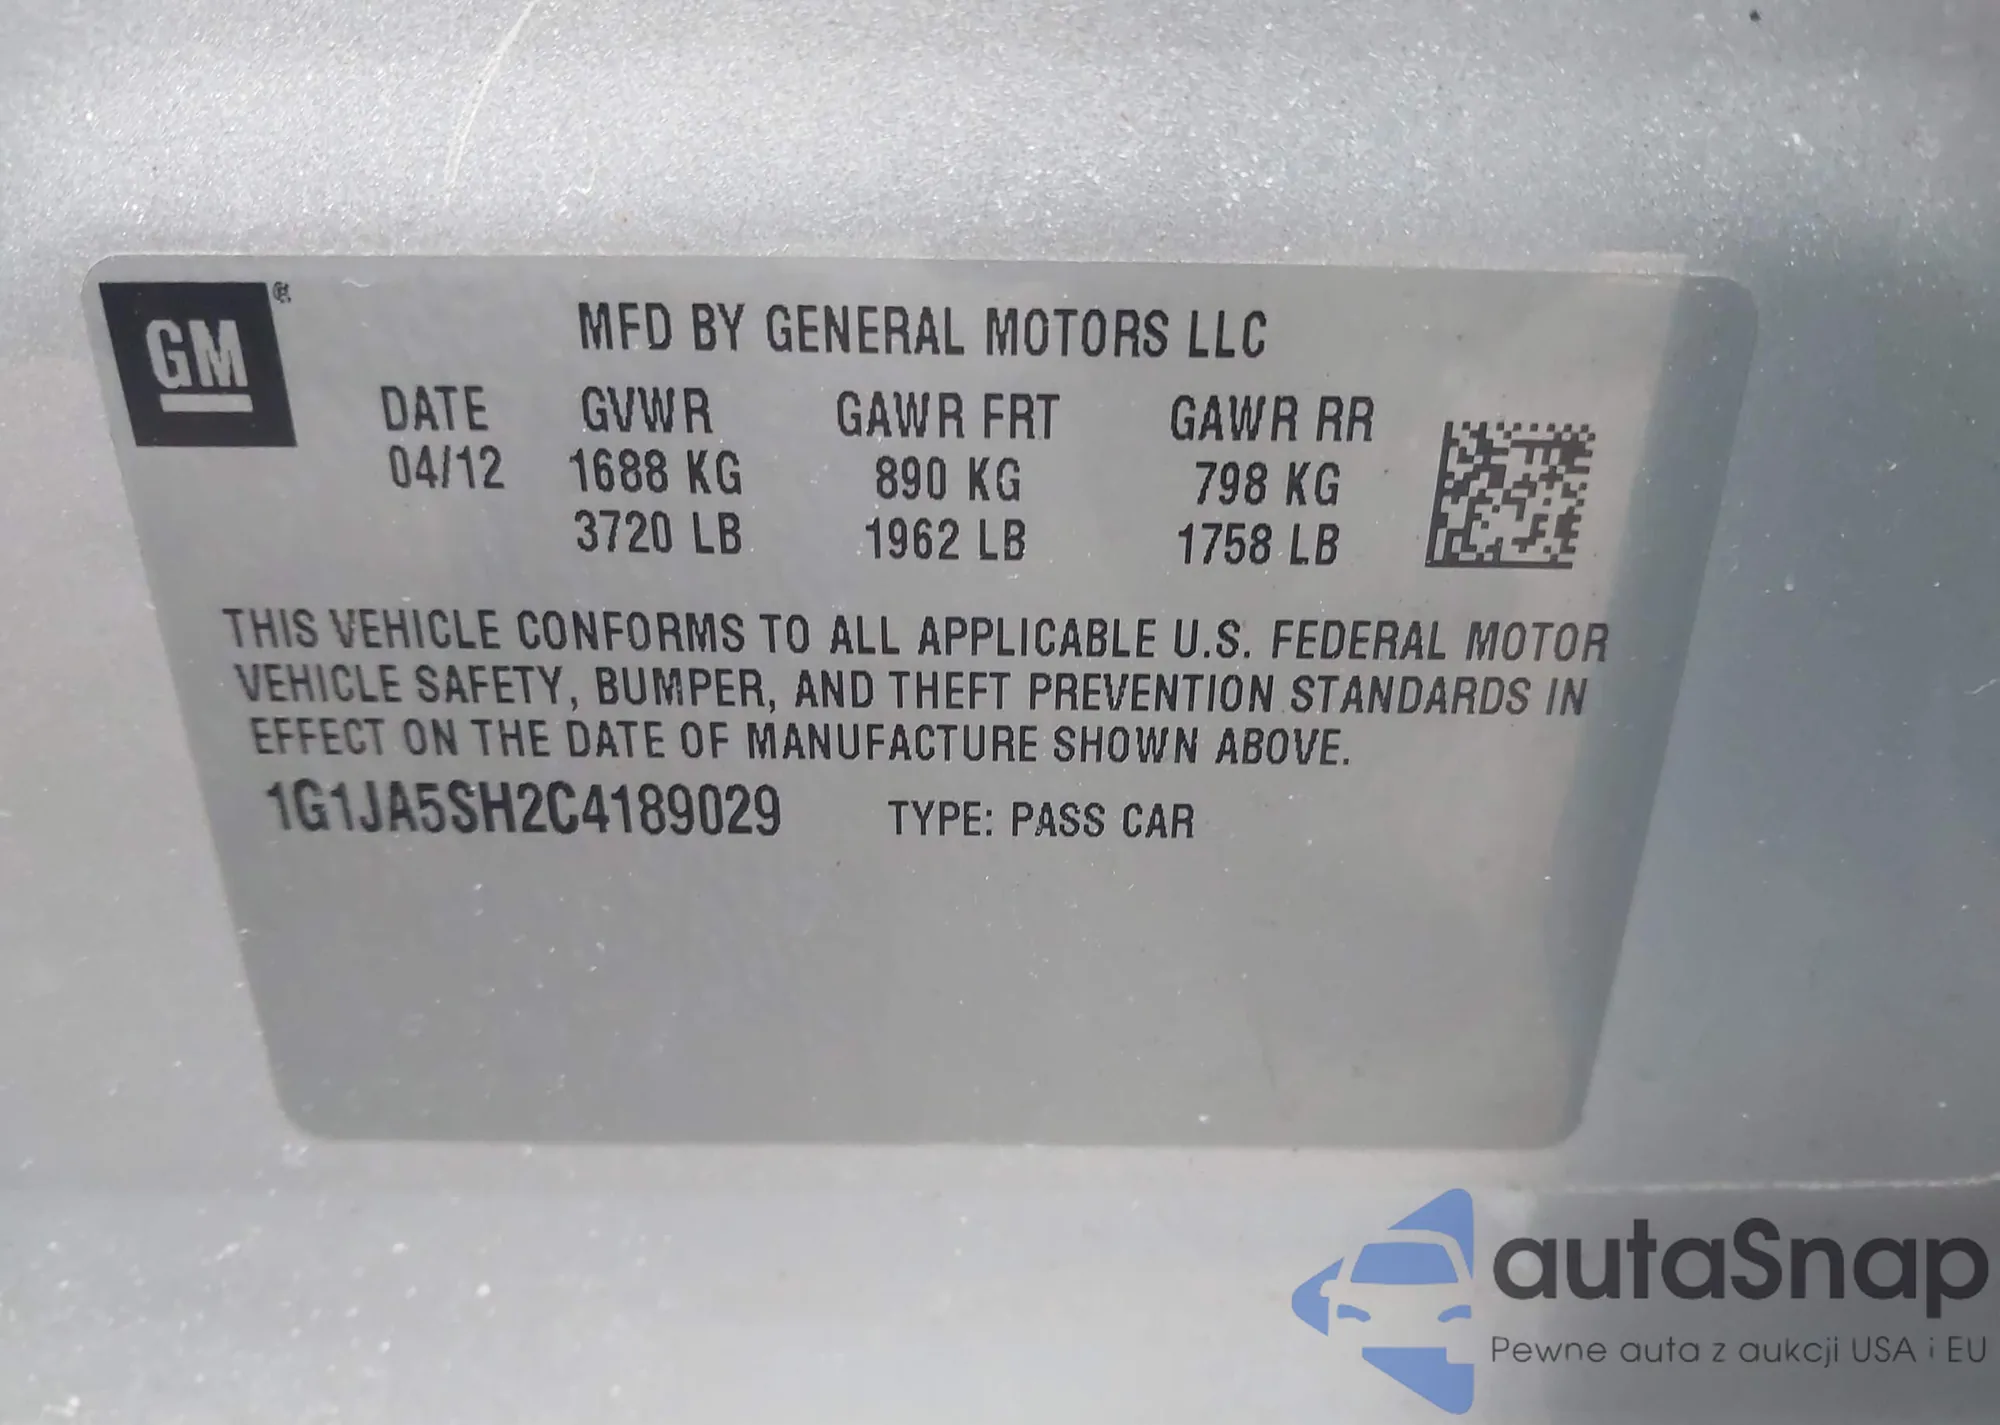 GM
MFD BY GENERAL MOTORS LLC
DATE GVWR GAWR FRT GAWR RR
04/12 1688 KG 890 KG 798 KG
3720 LB 1962 LB 1758 LB
THIS VEHICLE CONFORMS TO ALL APPLICABLE U.S. FEDERAL MOTOR
VEHICLE SAFETY, BUMPER, AND THEFT PREVENTION STANDARDS IN
EFFECT ON THE DATE OF MANUFACTURE SHOWN ABOVE.
1G1JA5SH2C4189029 TYPE: PASS CAR
autaSnap
Pewne auta z aukcji USA i EU